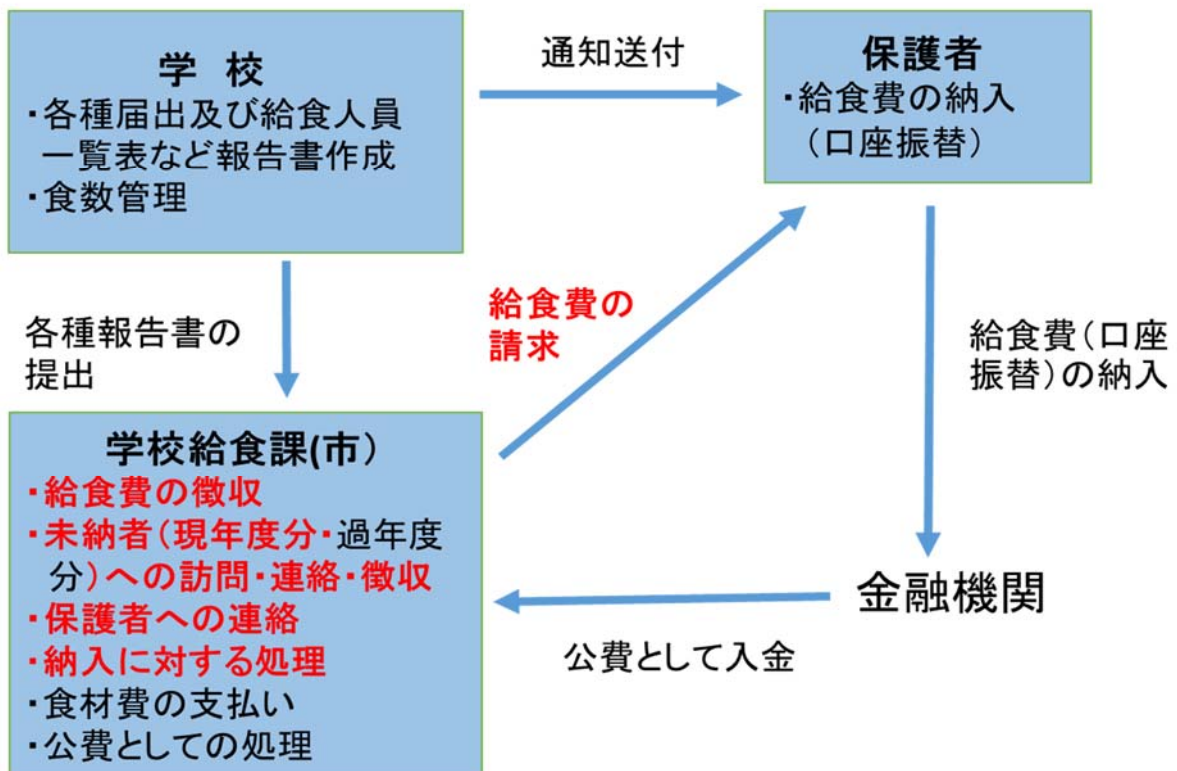 学 校
・各種届出及び給食人員
一覧表など報告書作成
・食数管理
通知送付
保護者
・給食費の納入
（口座振替）
各種報告書の
提出
給食費の
請求
給食費（口座
振替）の納入
学校給食課(市）
・給食費の徴収
・未納者（現年度分・過年度
分）への訪問・連絡・徴収
・保護者への連絡
・納入に対する処理
・食材費の支払い
・公費としての処理
金融機関
公費として入金